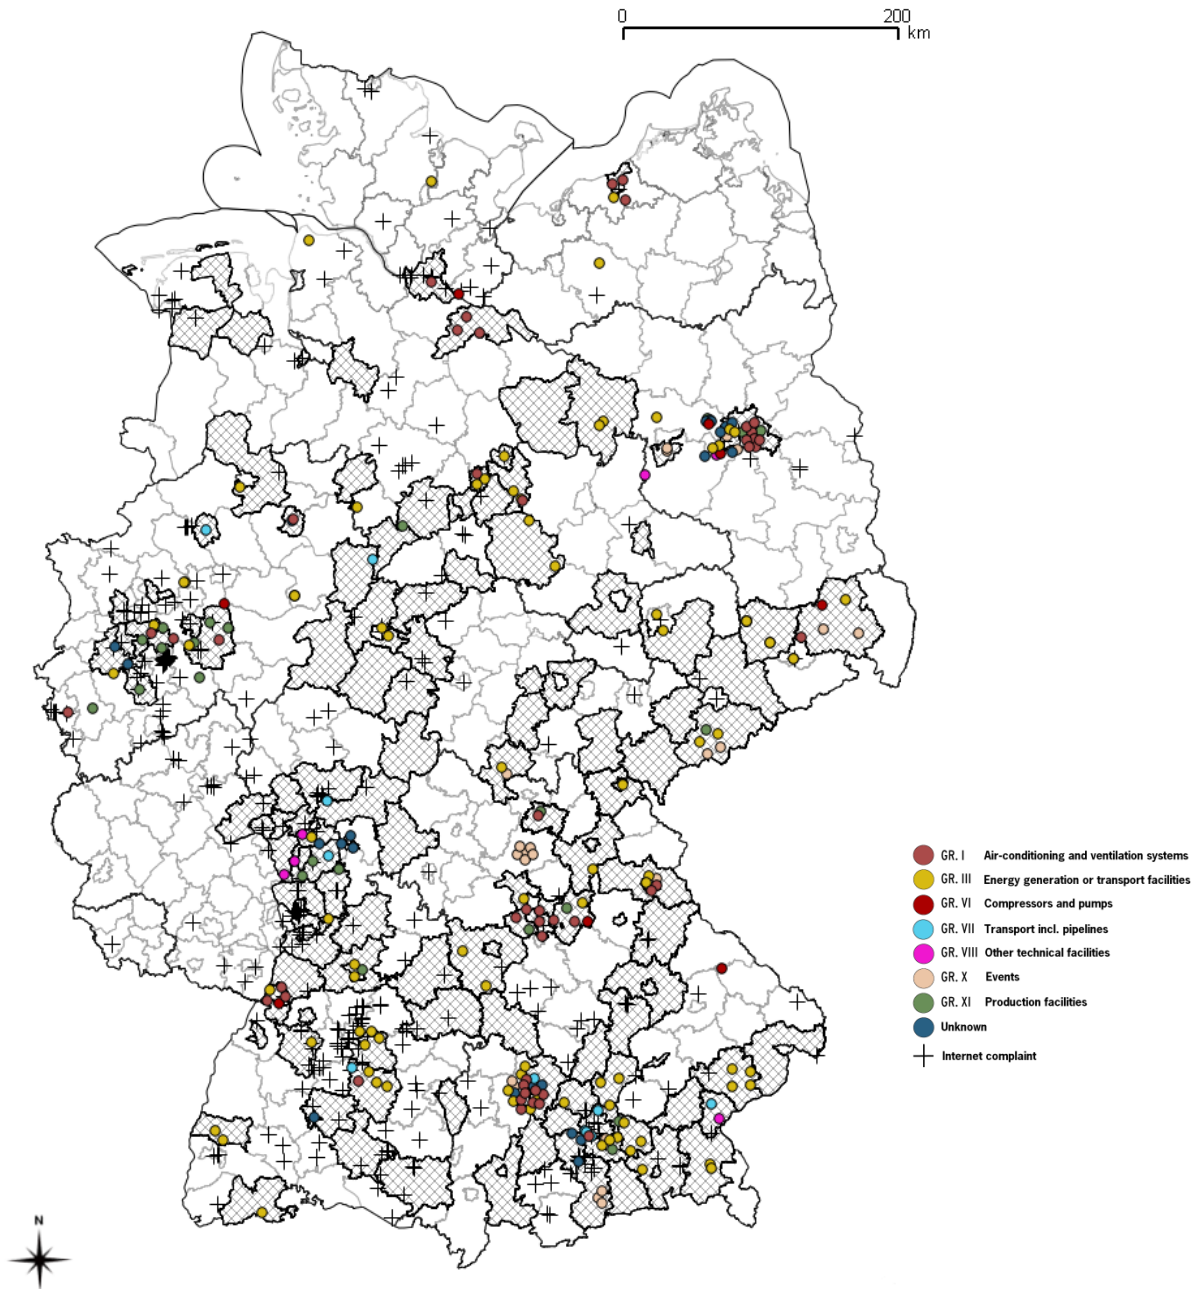 0 200
km
GR. I Air-conditioning and ventilation systems
GR. III Energy generation or transport facilities
GR. VI Compressors and pumps
GR. VII Transport incl. pipelines
GR. VIII Other technical facilities
GR. X Events
GR. XI Production facilities
Unknown
Internet complaint
N